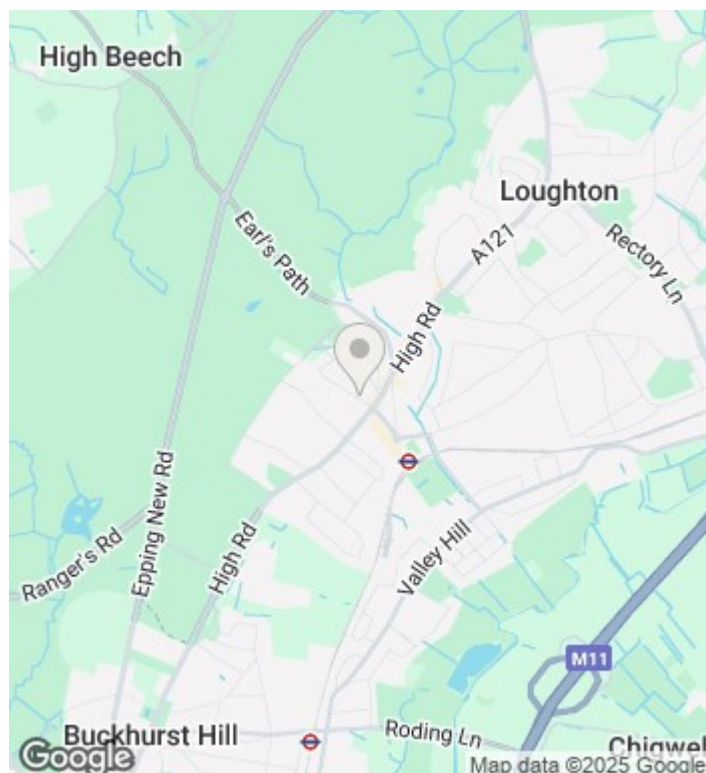 High Beech
Loughton
Earl's Path
A121
Rectory Ln
High Rd
Epping New Rd
Ranger's Rd
High Rd
Valley Hill
M11
Buckhurst Hill
Roding Ln
Chigwel
Google
Map data ©2025 Google